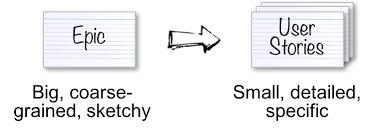 Epic
User
Stories
Big, coarse-
grained, sketchy
Small, detailed,
specific